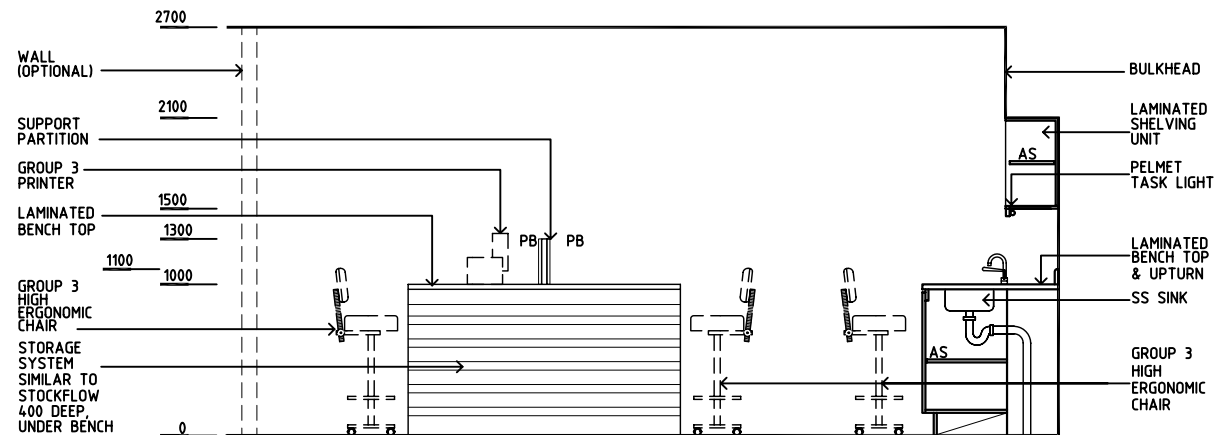 2700
WALL
(OPTIONAL)
BULKHEAD
2100
LAMINATED
SHELVING
UNIT
SUPPORT
PARTITION
AS
GROUP 3
PRINTER
PELMET
TASK LIGHT
1500
LAMINATED
BENCH TOP
1300
PB PB
1100
1000
LAMINATED
BENCH TOP
& UPTURN
GROUP 3
HIGH
ERGONOMIC
CHAIR
SS SINK
STORAGE
SYSTEM
SIMILAR TO
STOCKFLOW
400 DEEP,
UNDER BENCH
AS
GROUP 3
HIGH
ERGONOMIC
CHAIR
0